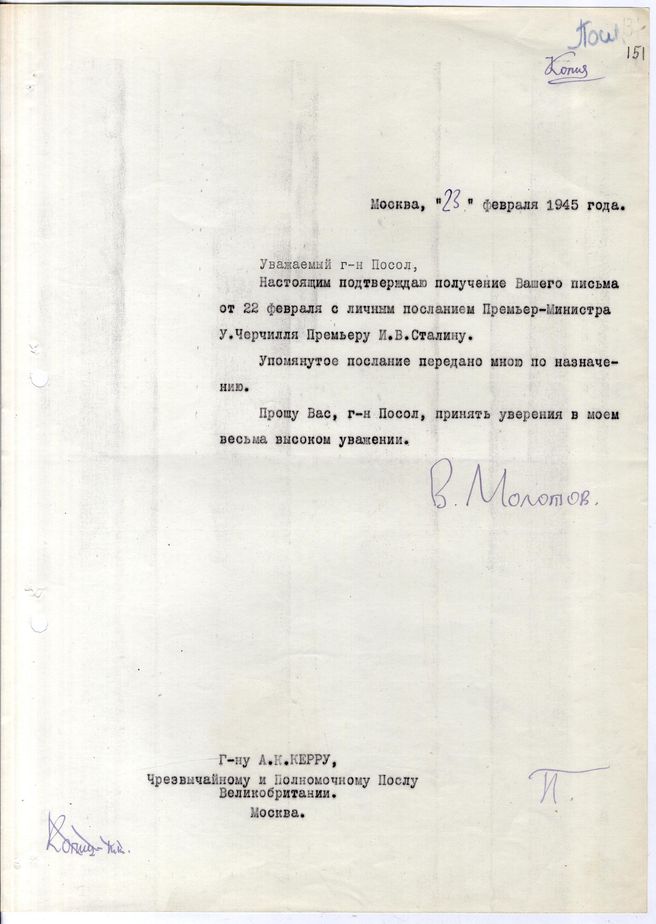 151
Копия
Москва, "23" февраля 1945 года.
Уважаемый г-н Посол,
Настоящим подтверждаю получение Вашего письма
от 22 февраля с личным посланием Премьер-Министра
У.Черчилля Премьеру И.В.Сталину.
Упомянутое послание передано мною по назначе-
нию.
Прошу Вас, г-н Посол, принять уверения в моем
весьма высоком уважении.
В. Молотов.
Г-ну А.К.КЕРРУ,
Чрезвычайному и Полномочному Послу
Великобритании.
Москва.
П.